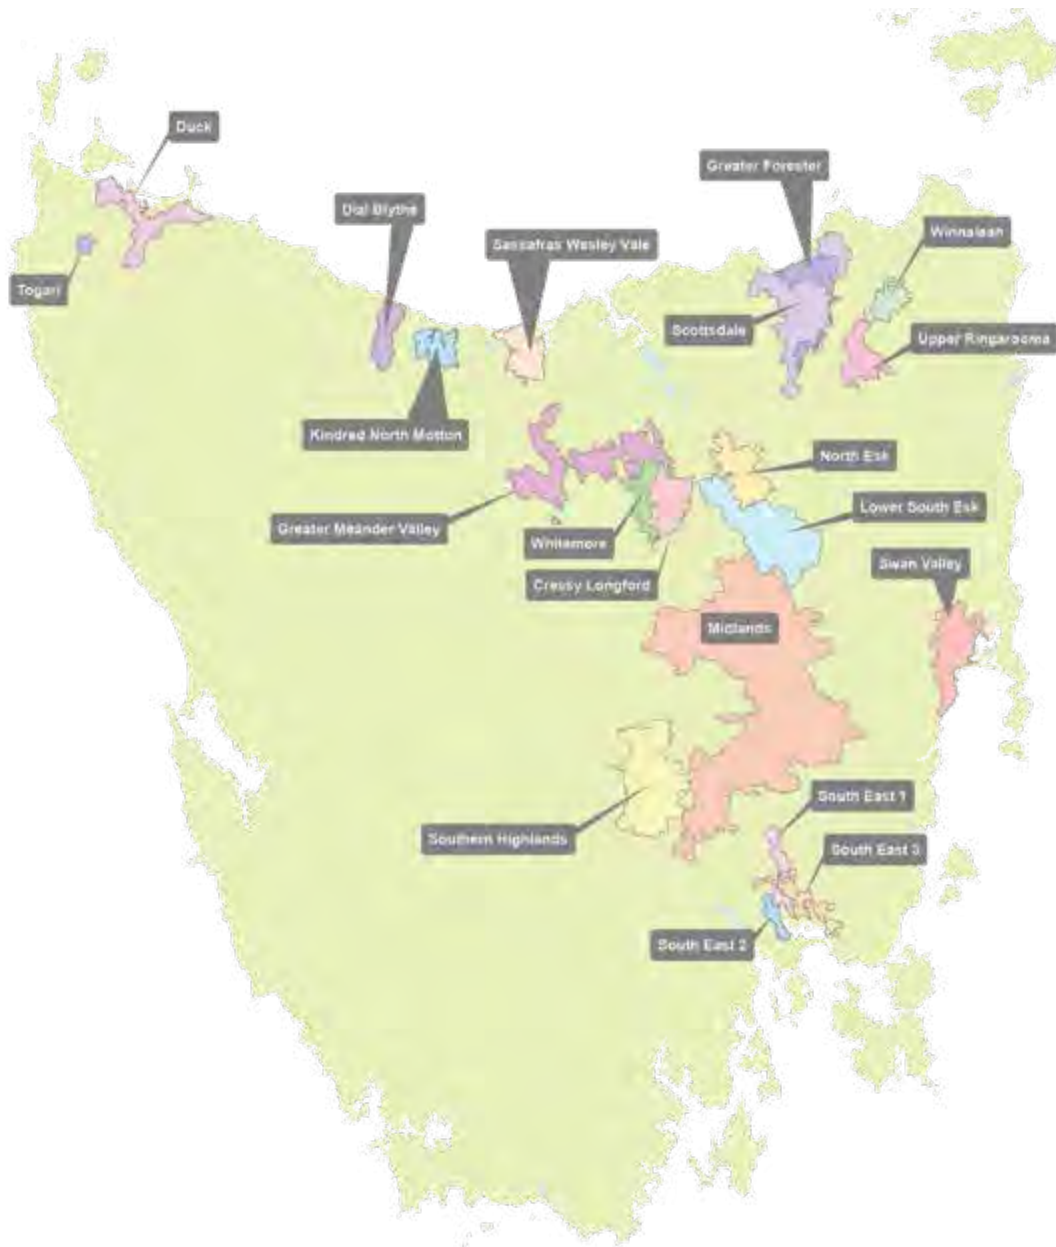 Duck
Greater Forester
Dial Blythe
Winnaleah
Sassafras Wesley Vale
Togari
Scottsdale
Upper Ringarooma
Kindred North Motton
North Esk
Lower South Esk
Greater Meander Valley
Whitemore
Swan Valley
Cressy Longford
Midlands
South East 1
Southern Highlands
South East 3
South East 2